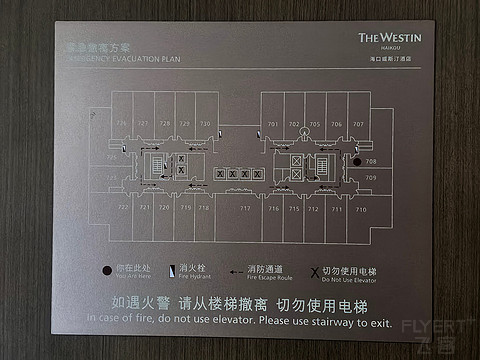 紧急撤离方案
EMERGENCY EVACUATION PLAN
THE WESTIN
HAIKOU
海口威斯汀酒店
726 727 728 729 730 701 702 705 706 707
725 708
709
722 721 720 719 718 717 716 715 712 711 710
你在此处
You Are Here
消火栓
Fire Hydrant
消防通道
Fire Escape Route
切勿使用电梯
Do Not Use Elevator
如遇火警 请从楼梯撤离 切勿使用电梯
In case of fire, do not use elevator. Please use stairway to exit.
FLYERT
飞客